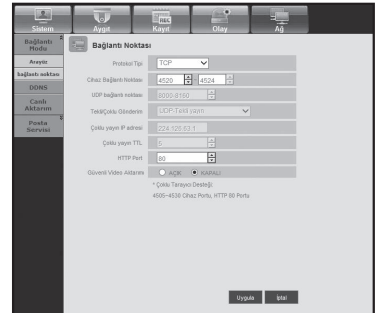 Sistem Aygıt Kayıt Olay Ağ
REC
Bağlantı Modu
Arayüz
bağlantı noktası
DDNS
Canlı Aktarım
Posta Servisi
Bağlantı Noktası
Protokol Tipi TCP
Cihaz Bağlantı Noktası 4520 - 4524
UDP bağlantı noktası 8000-8190
Tekli/Çoklu Gönderim UDP-Tekli yayın
Çoklu yayın IP adresi 224.126.63.1
Çoklu yayın TTL 5
HTTP Port 80
Güvenli Video Aktarımı AÇIK KAPALI
* Çoklu Tarayıcı Desteği:
4505~4530 Cihaz Portu, HTTP 80 Portu
Uygula İptal